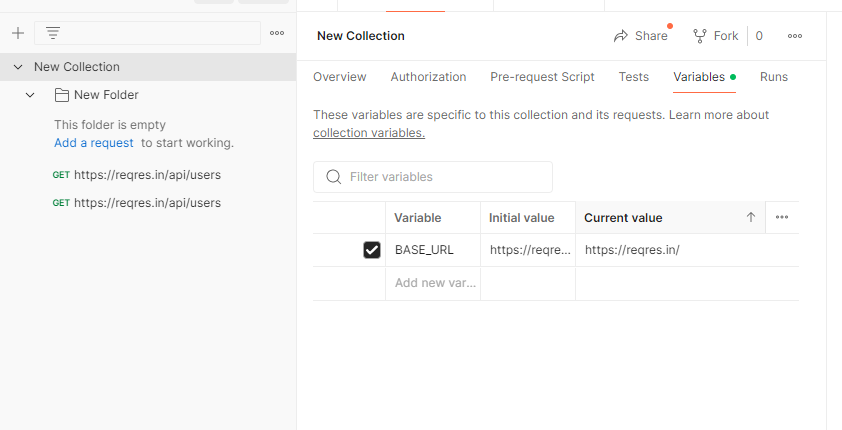 New Collection
New Folder
This folder is empty
Add a request to start working.
GET https://reqres.in/api/users
GET https://reqres.in/api/users
New Collection
Share
Fork 0
Overview Authorization Pre-request Script Tests Variables Runs
These variables are specific to this collection and its requests. Learn more about
collection variables.
Filter variables
Variable Initial value Current value
BASE_URL https://reqre... https://reqres.in/
Add new var...